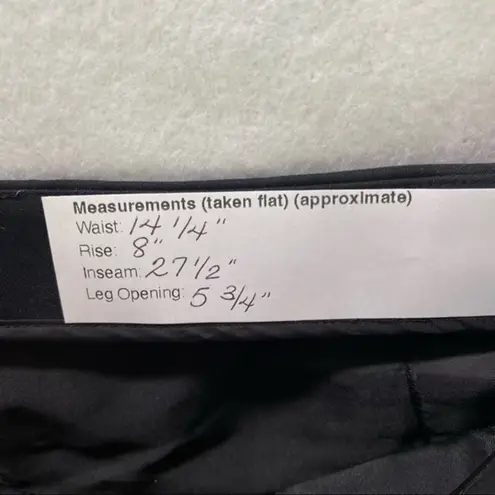 Measurements (taken flat) (approximate)
Waist: 14 1/4"
Rise: 8"
Inseam: 27 1/2"
Leg Opening: 5 3/4"